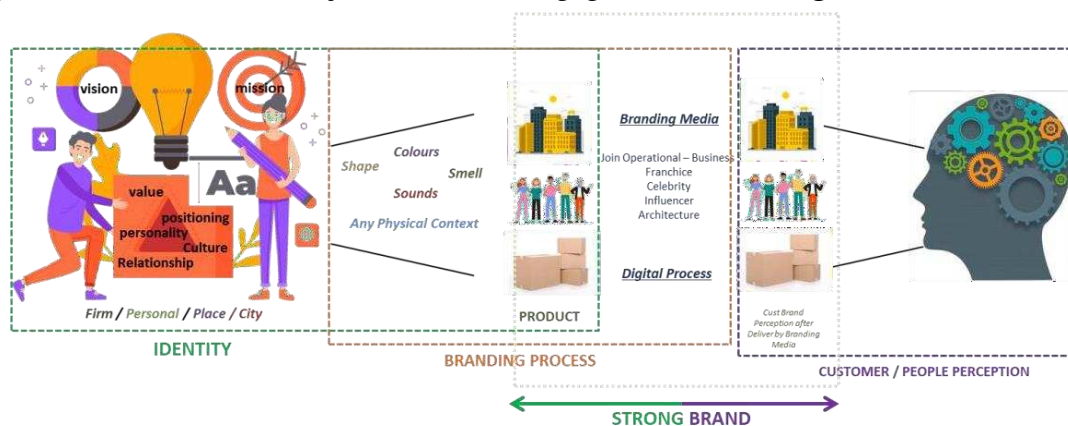 vision
mission
Aa
value
positioning
personality
Culture
Relationship
Firm / Personal / Place / City
IDENTITY
Colours
Shape
Smell
Sounds
Any Physical Context
BRANDING PROCESS
PRODUCT
Branding Media
Join Operational – Business
Franchice
Celebrity
Influencer
Architecture
Digital Process
Cust Brand
Perception after
Deliver by Branding
Media
CUSTOMER / PEOPLE PERCEPTION
STRONG BRAND